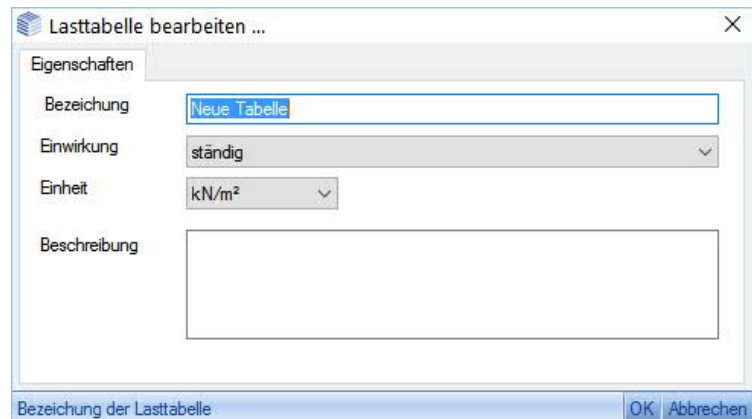 Lasttabelle bearbeiten ...
Eigenschaften
Bezeichung Neue Tabelle
Einwirkung ständig
Einheit kN/m²
Beschreibung
Bezeichung der Lasttabelle OK Abbrechen